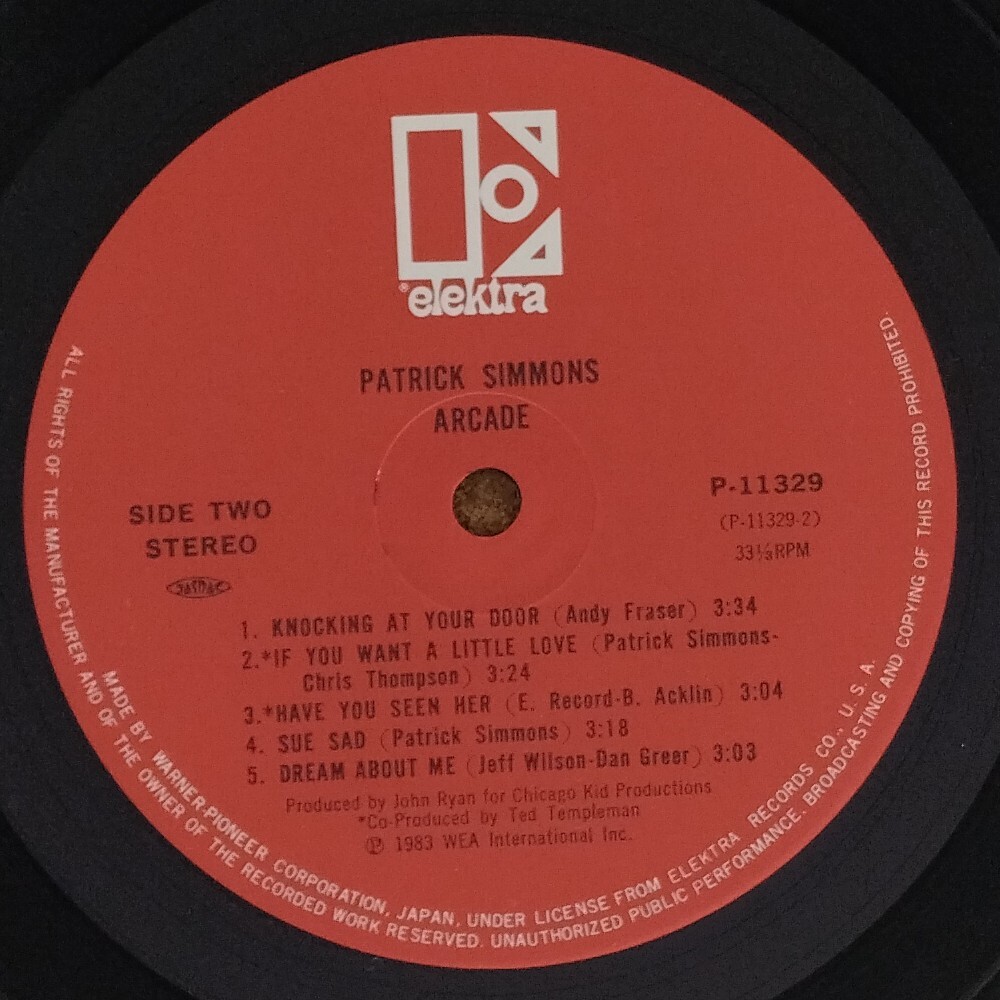 ® elektra
PATRICK SIMMONS
ARCADE
SIDE TWO
STEREO
JASRAC
P-11329
(P-11329-2)
33⅓RPM
1. KNOCKING AT YOUR DOOR (Andy Fraser) 3:34
2.*IF YOU WANT A LITTLE LOVE (Patrick Simmons-
Chris Thompson) 3:24
3.*HAVE YOU SEEN HER (E. Record-B. Acklin) 3:04
4. SUE SAD (Patrick Simmons) 3:18
5. DREAM ABOUT ME (Jeff Wilson-Dan Greer) 3:03
Produced by John Ryan for Chicago Kid Productions
*Co-Produced by Ted Templeman
Ⓟ 1983 WEA International Inc.
MADE BY WARNER-PIONEER CORPORATION, JAPAN, UNDER LICENSE FROM ELEKTRA RECORDS CO., U.S.A.
ALL RIGHTS OF THE MANUFACTURER AND OF THE OWNER OF THE RECORDED WORK RESERVED. UNAUTHORIZED PUBLIC PERFORMANCE. BROADCASTING AND COPYING OF THIS RECORD PROHIBITED.